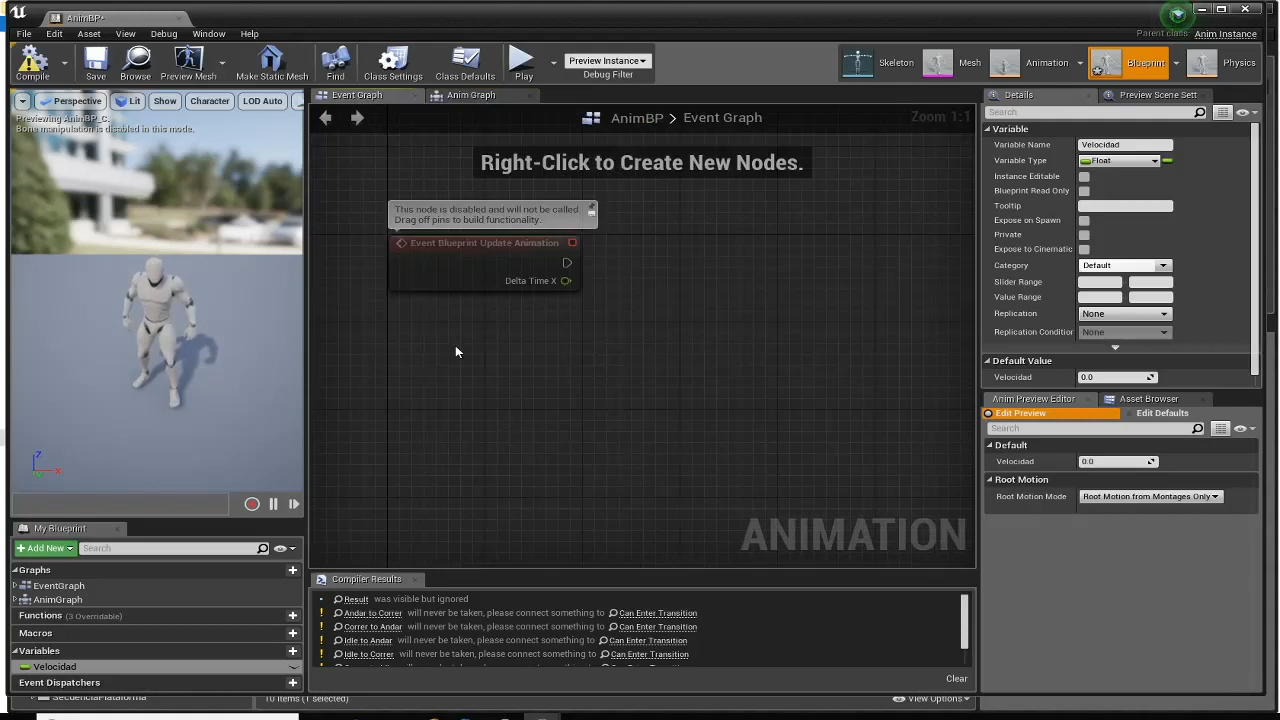 AnimBP*
File Edit Asset View Debug Window Help
Parent class: Anim Instance
Compile Save Browse Preview Mesh Make Static Mesh Find Class Settings Class Defaults Play
Preview Instance
Debug Filter
Skeleton Mesh Animation Blueprint Physics
Perspective Lit Show Character LOD Auto
Previewing AnimBP_C.
Bone manipulation is disabled in this mode.
Z
X
Event Graph Anim Graph
AnimBP > Event Graph
Zoom 1:1
Right-Click to Create New Nodes.
This node is disabled and will not be called.
Drag off pins to build functionality.
Event Blueprint Update Animation
Delta Time X
ANIMATION
Details Preview Scene Sett
Search
Variable
Variable Name Velocidad
Variable Type Float
Instance Editable
Blueprint Read Only
Tooltip
Expose on Spawn
Private
Expose to Cinematic
Category Default
Slider Range
Value Range
Replication None
Replication Condition None
Default Value
Velocidad 0.0
Anim Preview Editor Asset Browser
Edit Preview Edit Defaults
Search
Default
Velocidad 0.0
Root Motion
Root Motion Mode Root Motion from Montages Only
My Blueprint
Add New Search
Graphs
EventGraph
AnimGraph
Functions (3 Overridable)
Macros
Variables
Velocidad
Event Dispatchers
Compiler Results
Result was visible but ignored
Andar to Correr will never be taken, please connect something to Can Enter Transition
Correr to Andar will never be taken, please connect something to Can Enter Transition
Idle to Andar will never be taken, please connect something to Can Enter Transition
Idle to Correr will never be taken, please connect something to Can Enter Transition
Clear
SecuenciaPlataforma
10 items (1 selected)
View Options